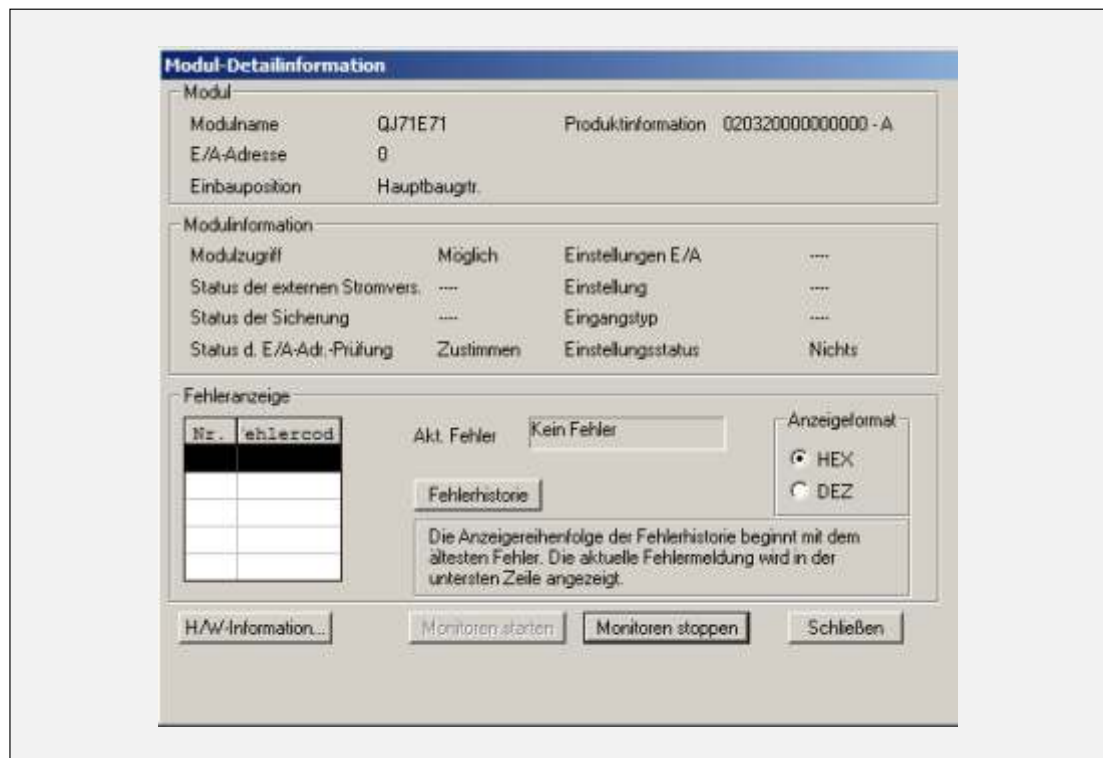 Modul-Detailinformation
Modul
Modulname QJ71E71 Produktinformation 020320000000000 - A
E/A-Adresse 0
Einbauposition Hauptbaugrtr.
Modulinformation
Modulzugriff Möglich Einstellungen E/A ----
Status der externen Stromvers. ---- Einstellung ----
Status der Sicherung ---- Eingangstyp ----
Status d. E/A-Adr.-Prüfung Zustimmen Einstellungsstatus Nichts
Fehleranzeige
Nr. ehlercod
Akt. Fehler Kein Fehler
Anzeigeformat
HEX
DEZ
Fehlerhistorie
Die Anzeigereihenfolge der Fehlerhistorie beginnt mit dem
ältesten Fehler. Die aktuelle Fehlermeldung wird in der
untersten Zeile angezeigt.
H/W-Information... Monitoren starten Monitoren stoppen Schließen